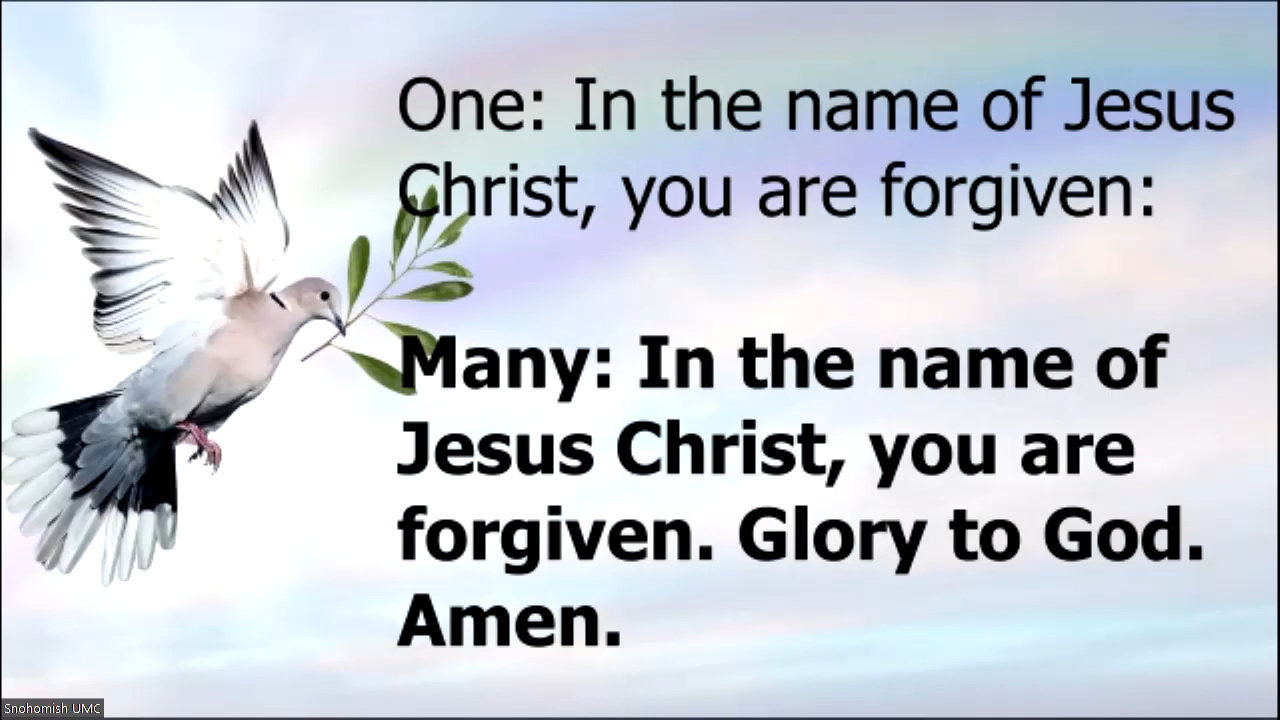 One: In the name of Jesus
Christ, you are forgiven:
Many: In the name of
Jesus Christ, you are
forgiven. Glory to God.
Amen.
Snohomish UMC